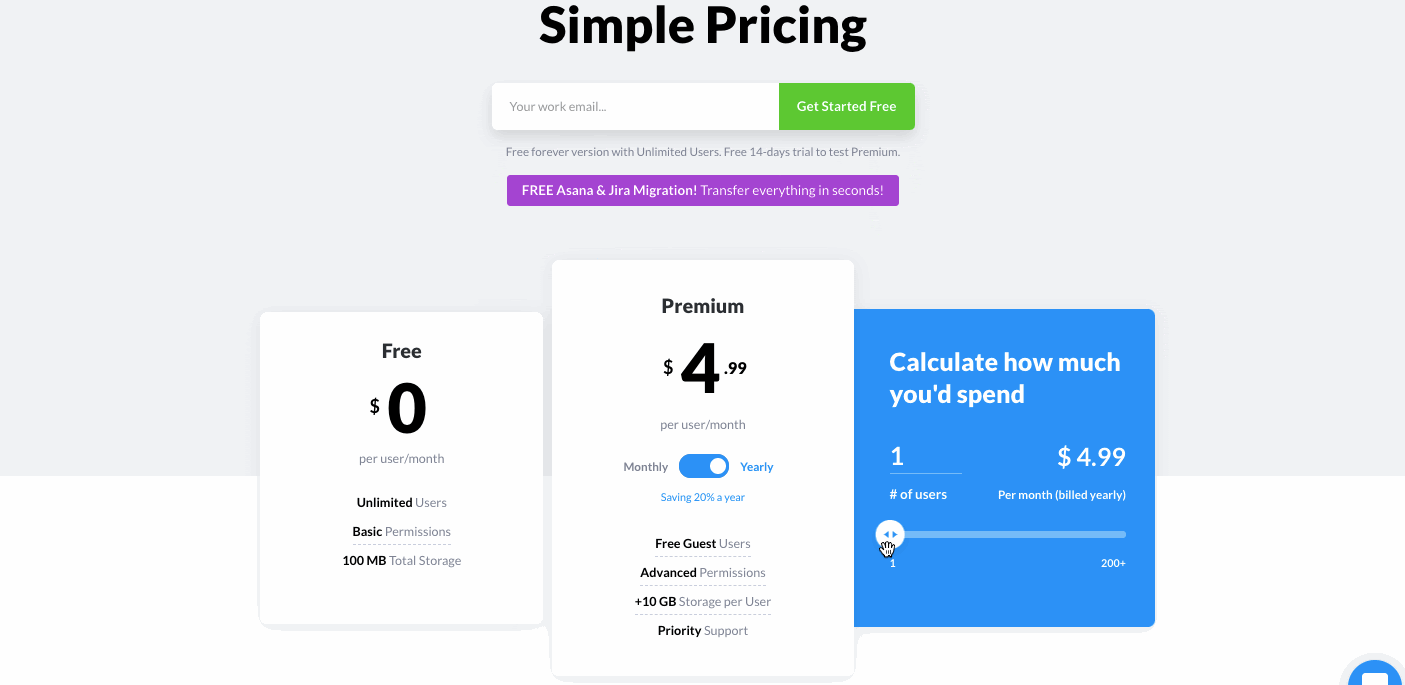 Simple Pricing
Your work email...
Get Started Free
Free forever version with Unlimited Users. Free 14-days trial to test Premium.
FREE Asana & Jira Migration! Transfer everything in seconds!
Free
$ 0
per user/month
Unlimited Users
Basic Permissions
100 MB Total Storage
Premium
$ 4 .99
per user/month
Monthly
Yearly
Saving 20% a year
Free Guest Users
Advanced Permissions
+10 GB Storage per User
Priority Support
Calculate how much
you'd spend
1
$ 4.99
# of users
Per month (billed yearly)
1
200+